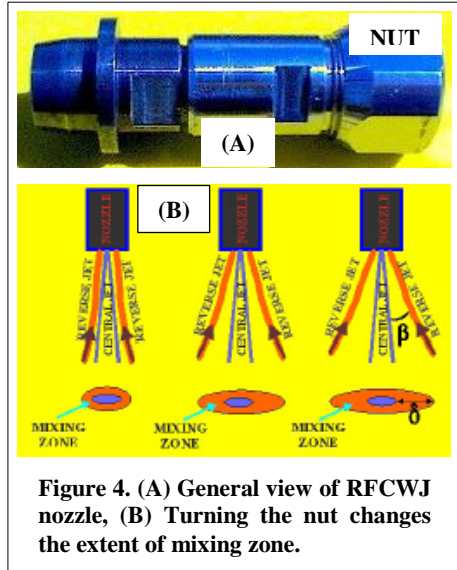 NUT
(A)
(B)
NOZZLE
NOZZLE
NOZZLE
REVERSE JET
CENTRAL JET
REVERSE JET
REVERSE JET
CENTRAL JET
REVERSE JET
REVERSE JET
CENTRAL JET
REVERSE JET
β
δ
MIXING
ZONE
MIXING
ZONE
MIXING
ZONE
Figure 4. (A) General view of RFCWJ
nozzle, (B) Turning the nut changes
the extent of mixing zone.